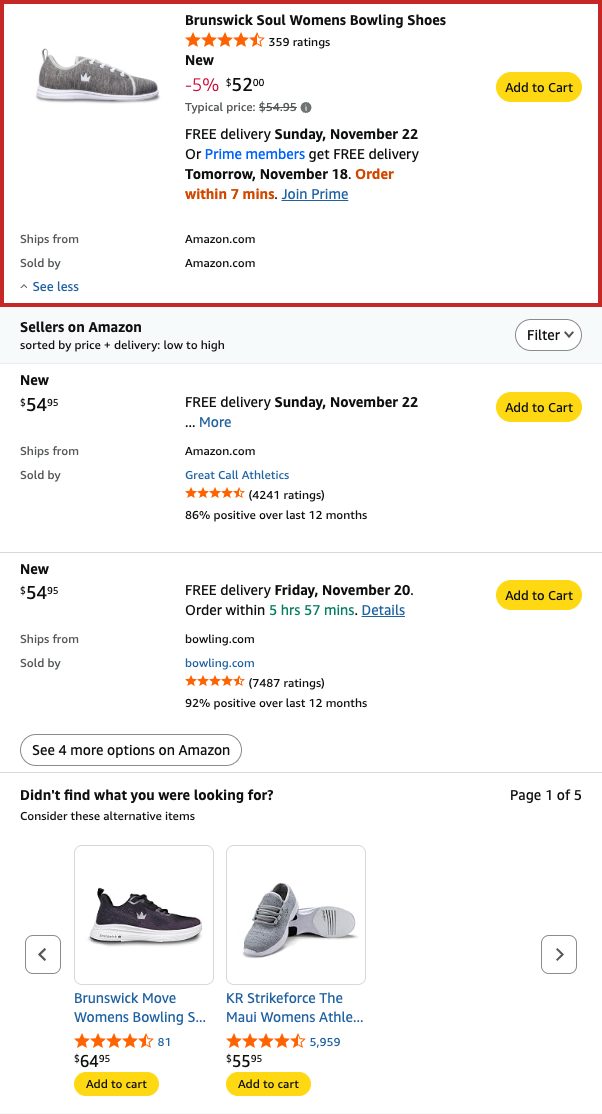 Brunswick Soul Womens Bowling Shoes
359 ratings
New
-5% $5200
Typical price: $54.95
Add to Cart
FREE delivery Sunday, November 22
Or Prime members get FREE delivery
Tomorrow, November 18. Order
within 7 mins. Join Prime
Ships from Amazon.com
Sold by Amazon.com
See less
Sellers on Amazon
sorted by price + delivery: low to high
Filter
New
$5495
FREE delivery Sunday, November 22
... More
Add to Cart
Ships from Amazon.com
Sold by Great Call Athletics
(4241 ratings)
86% positive over last 12 months
New
$5495
FREE delivery Friday, November 20.
Order within 5 hrs 57 mins. Details
Add to Cart
Ships from bowling.com
Sold by bowling.com
(7487 ratings)
92% positive over last 12 months
See 4 more options on Amazon
Didn't find what you were looking for?
Page 1 of 5
Consider these alternative items
Brunswick Move
Womens Bowling S...
81
$6495
Add to cart
KR Strikeforce The
Maui Womens Athle...
5,959
$5595
Add to cart